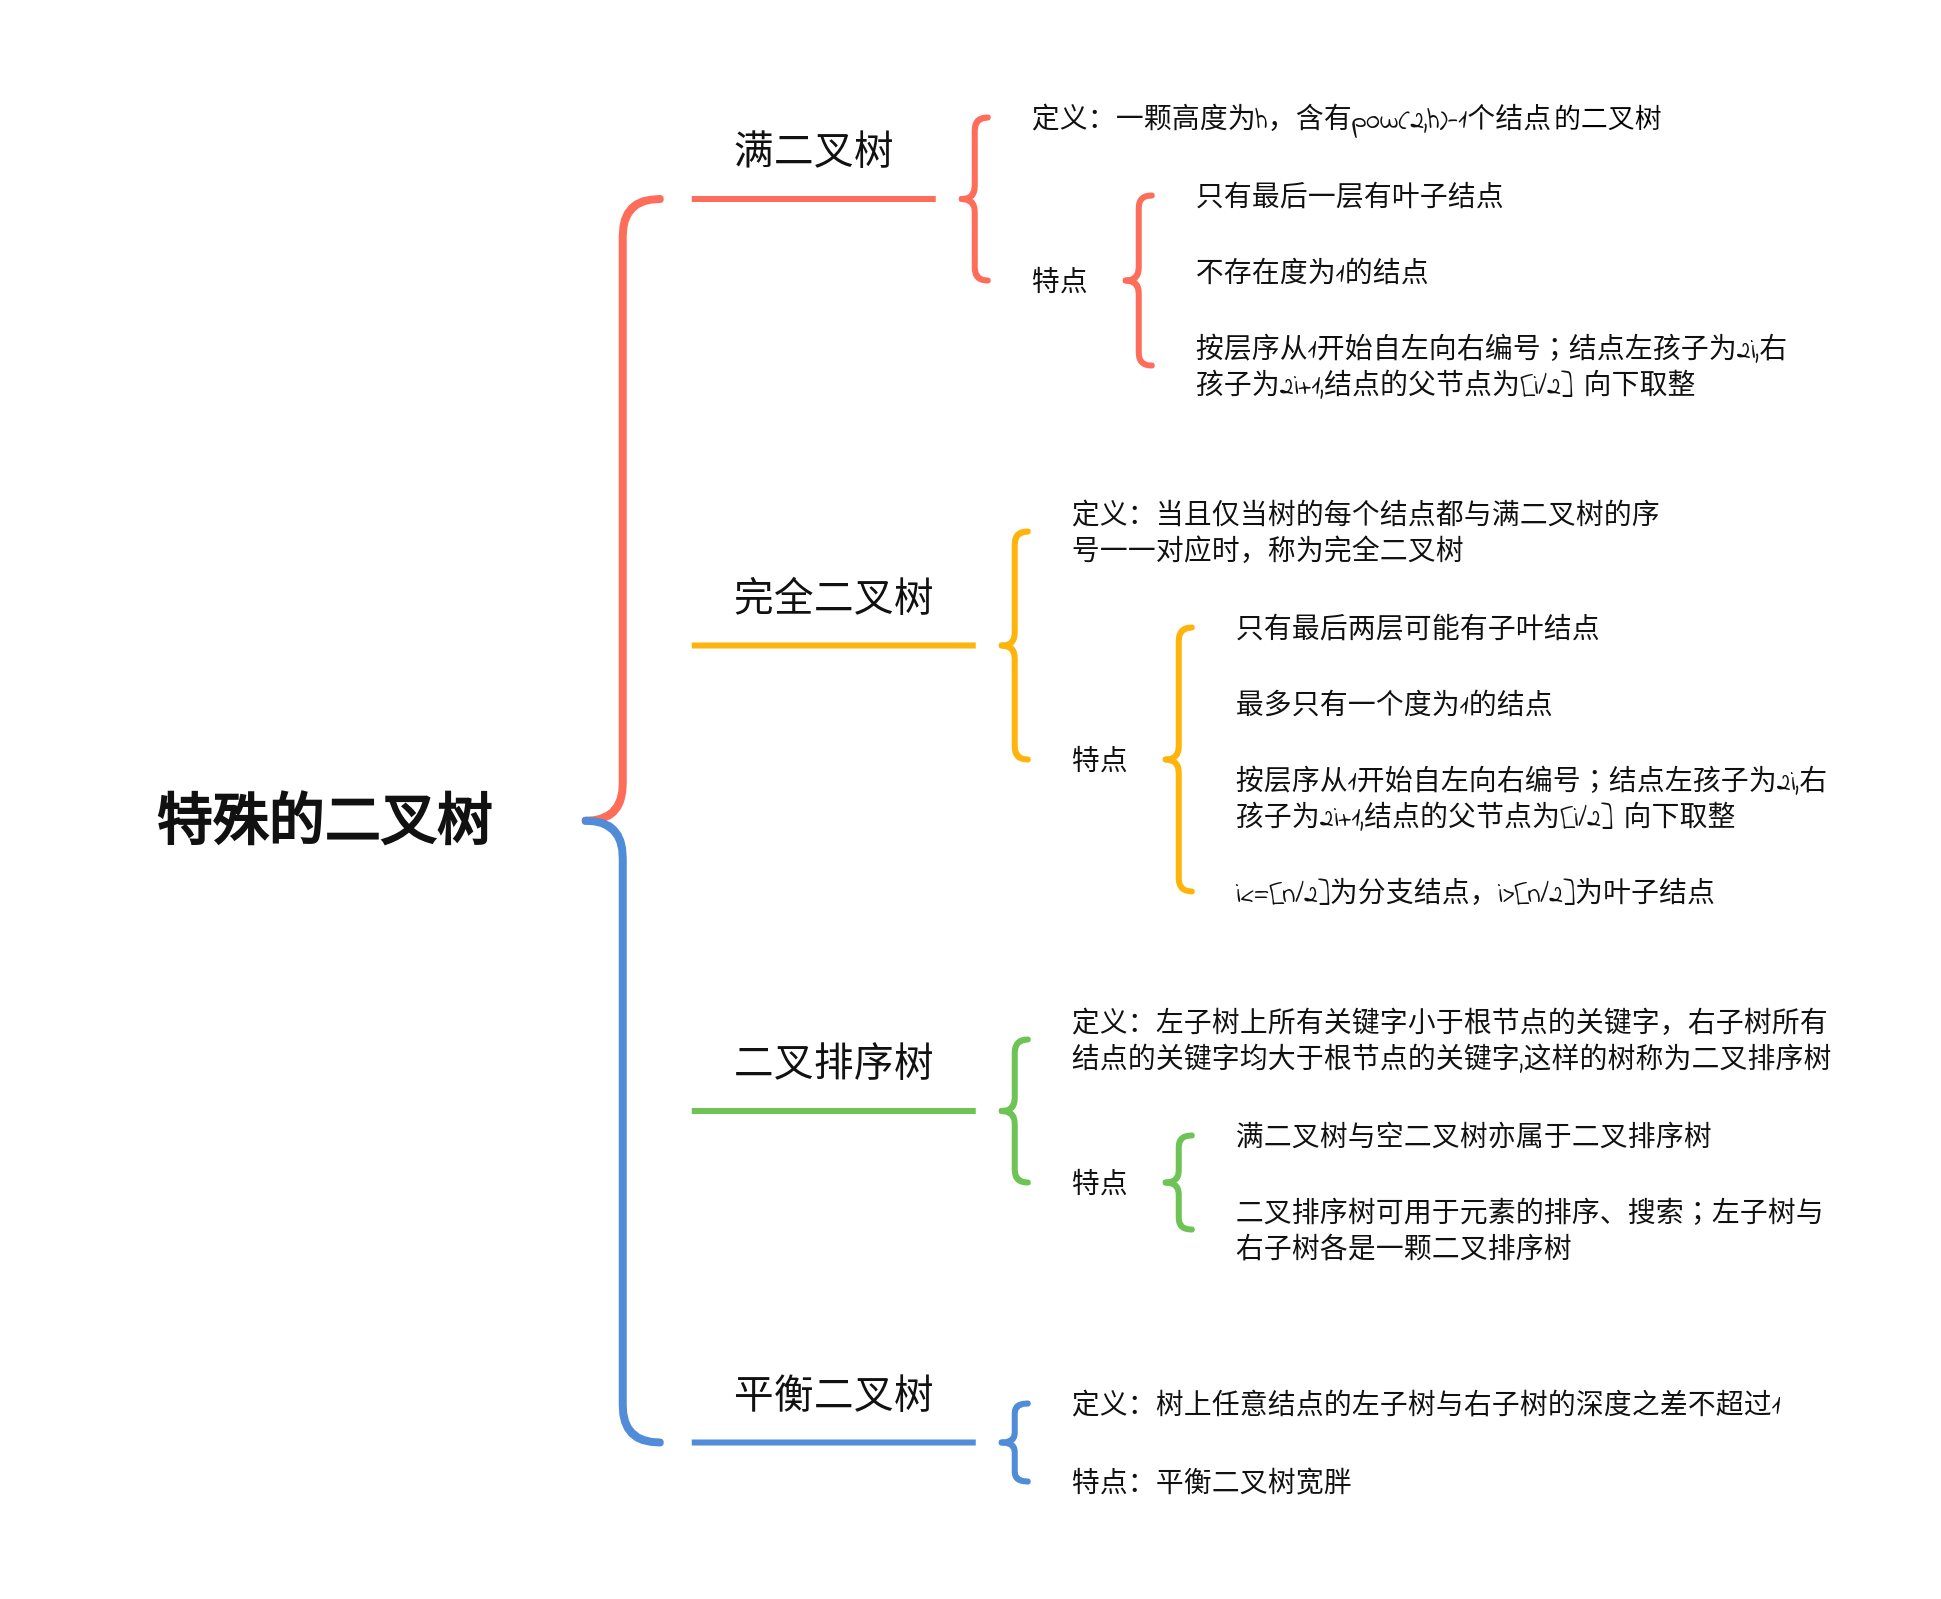 特殊的二叉树
满二叉树
定义：一颗高度为h，含有pow(2,h)-1个结点的二叉树
特点
只有最后一层有叶子结点
不存在度为1的结点
按层序从1开始自左向右编号；结点左孩子为2i,右
孩子为2i+1,结点的父节点为[i/2] 向下取整
完全二叉树
定义：当且仅当树的每个结点都与满二叉树的序
号一一对应时，称为完全二叉树
特点
只有最后两层可能有子叶结点
最多只有一个度为1的结点
按层序从1开始自左向右编号；结点左孩子为2i,右
孩子为2i+1,结点的父节点为[i/2] 向下取整
i<=[n/2]为分支结点，i>[n/2]为叶子结点
二叉排序树
定义：左子树上所有关键字小于根节点的关键字，右子树所有
结点的关键字均大于根节点的关键字,这样的树称为二叉排序树
特点
满二叉树与空二叉树亦属于二叉排序树
二叉排序树可用于元素的排序、搜索；左子树与
右子树各是一颗二叉排序树
平衡二叉树
定义：树上任意结点的左子树与右子树的深度之差不超过1
特点：平衡二叉树宽胖